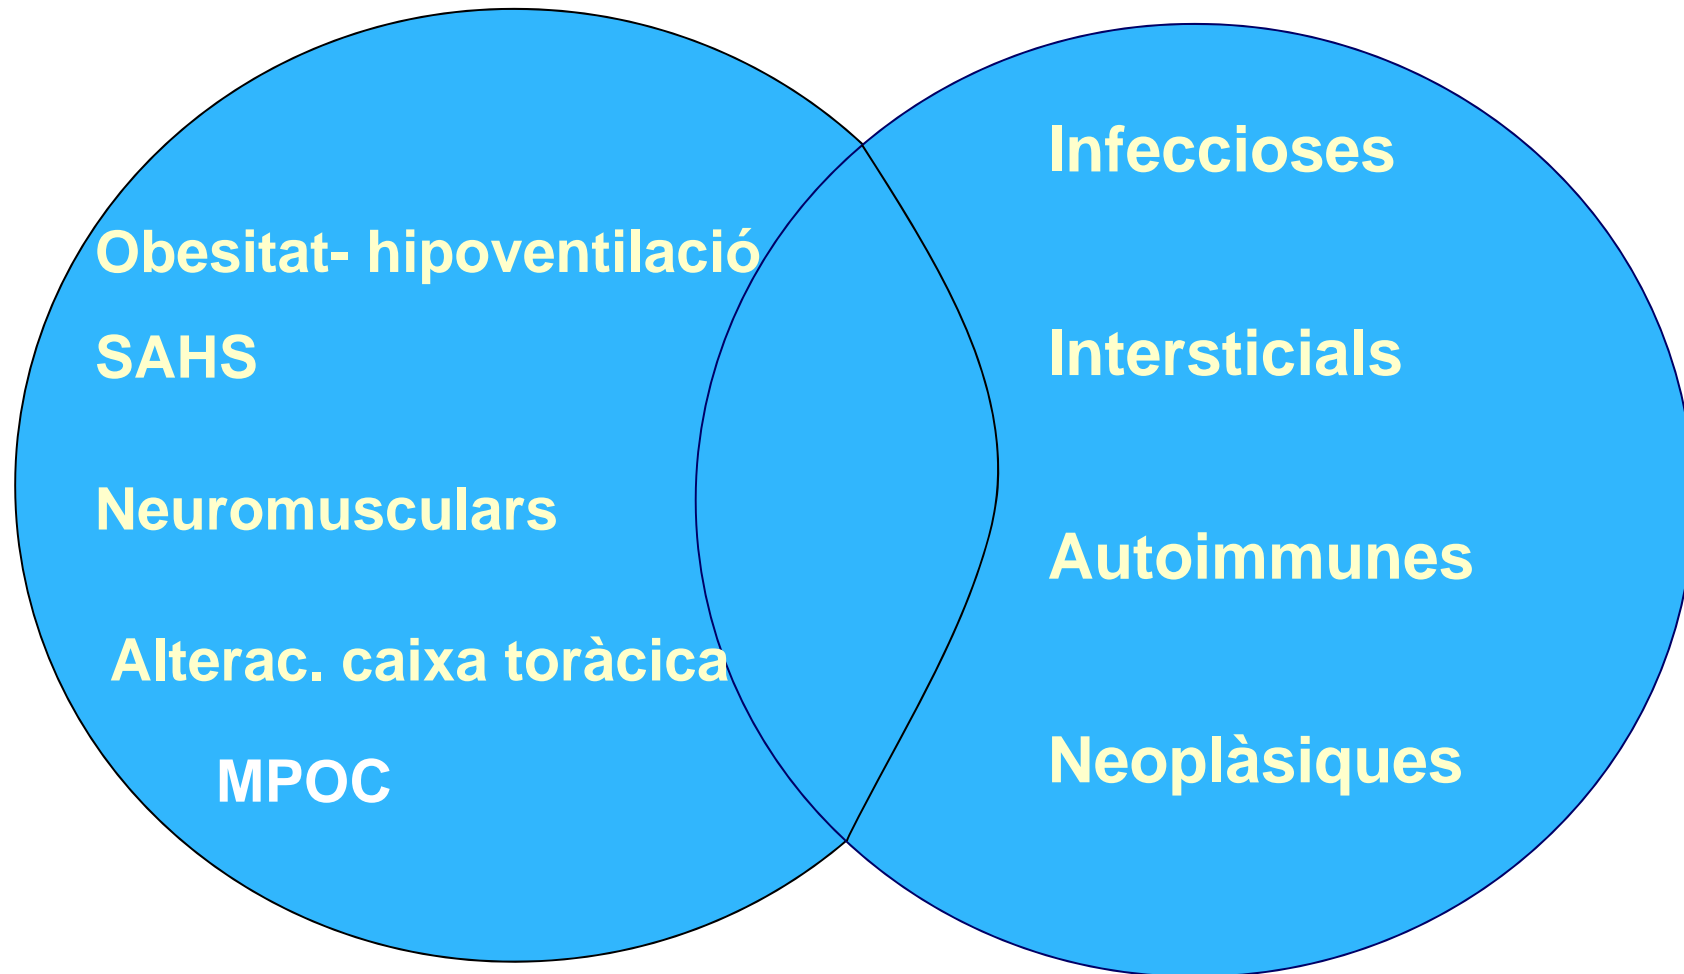 Obesitat- hipoventilació
SAHS
Neuromusculars
Alterac. caixa toràcica
MPOC
Infeccioses
Intersticials
Autoimmunes
Neoplàsiques